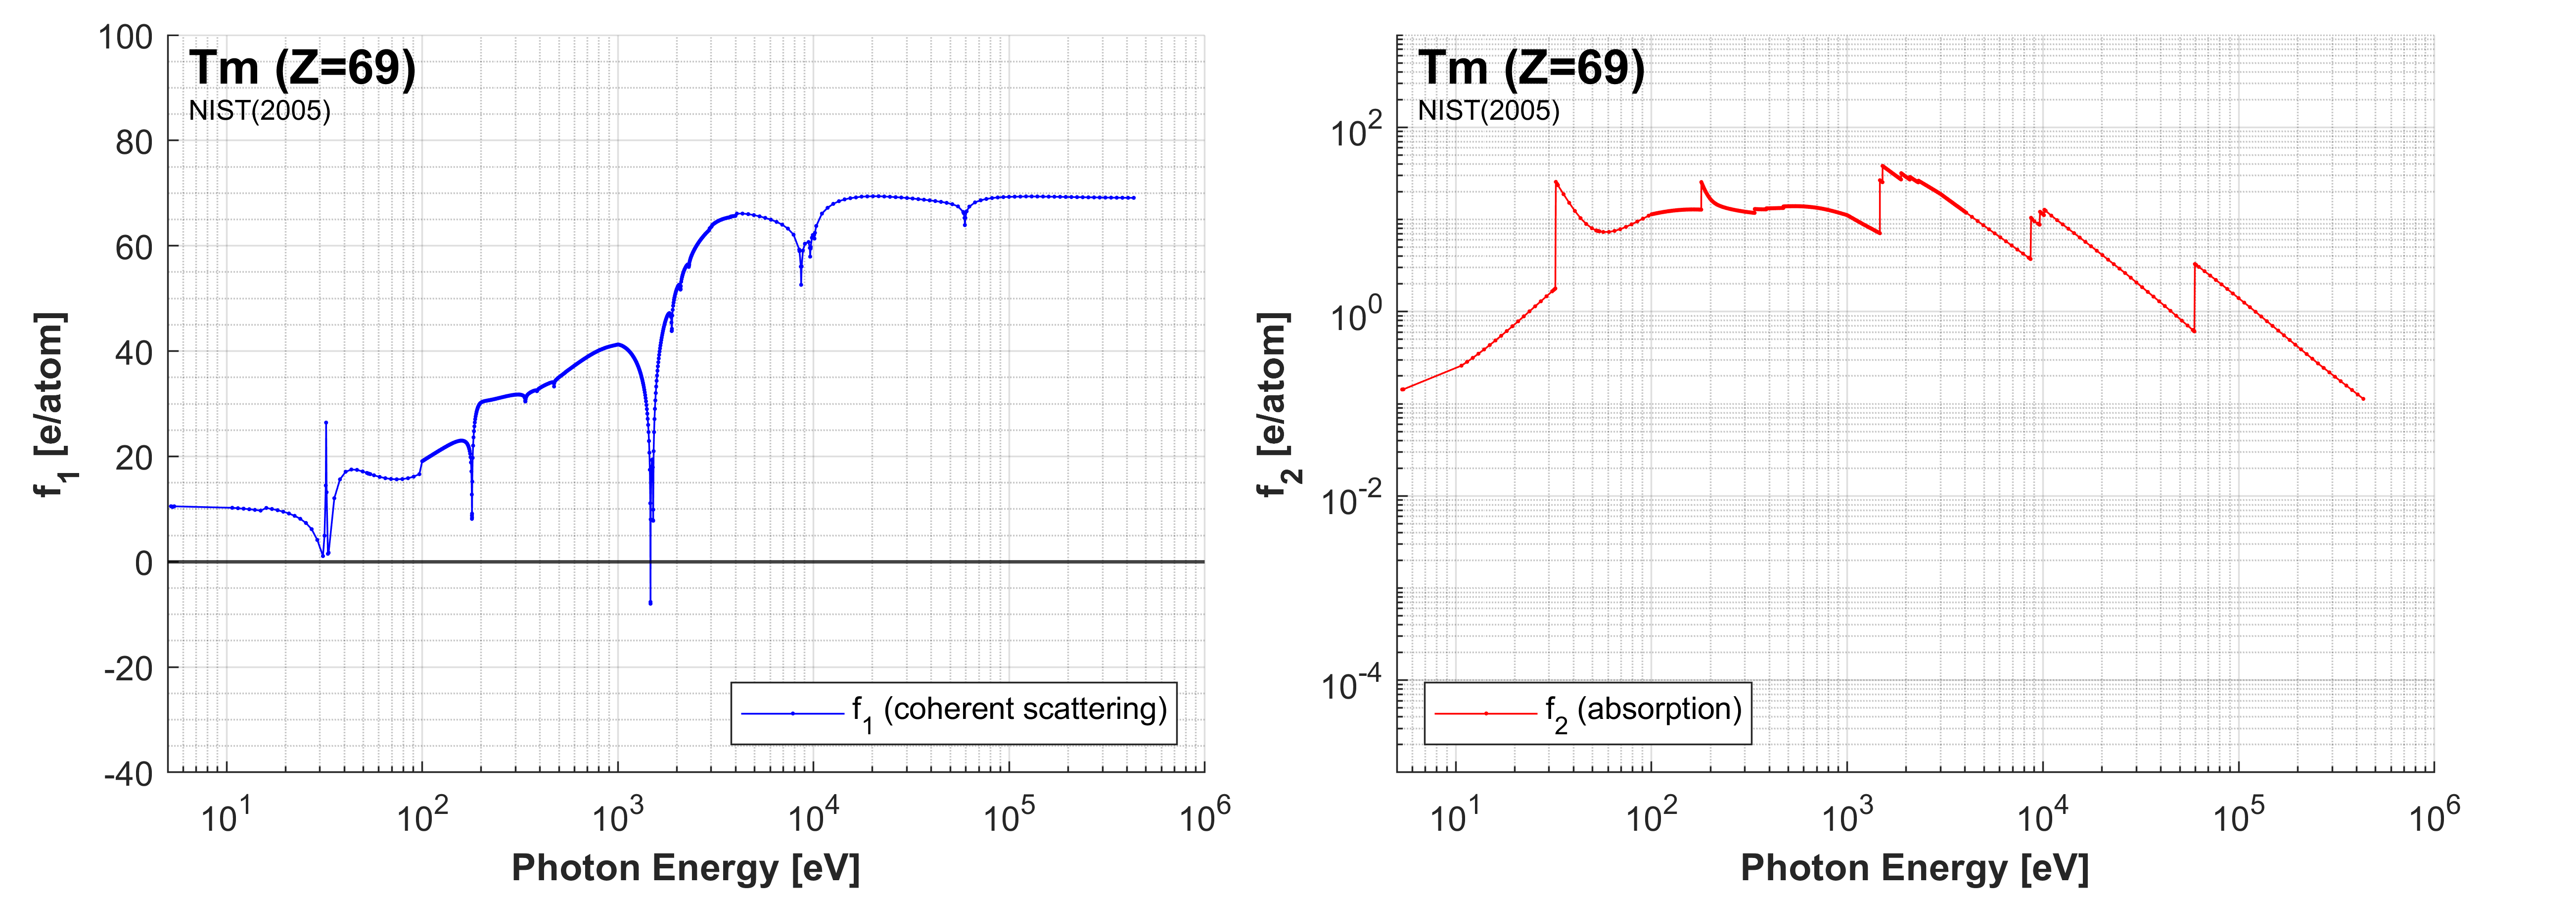 Tm (Z=69)
NIST(2005)
100
80
60
40
20
0
-20
-40
f1 [e/atom]
10^1 10^2 10^3 10^4 10^5 10^6
Photon Energy [eV]
f1 (coherent scattering)
Tm (Z=69)
NIST(2005)
10^2
10^0
10^-2
10^-4
f2 [e/atom]
10^1 10^2 10^3 10^4 10^5 10^6
Photon Energy [eV]
f2 (absorption)